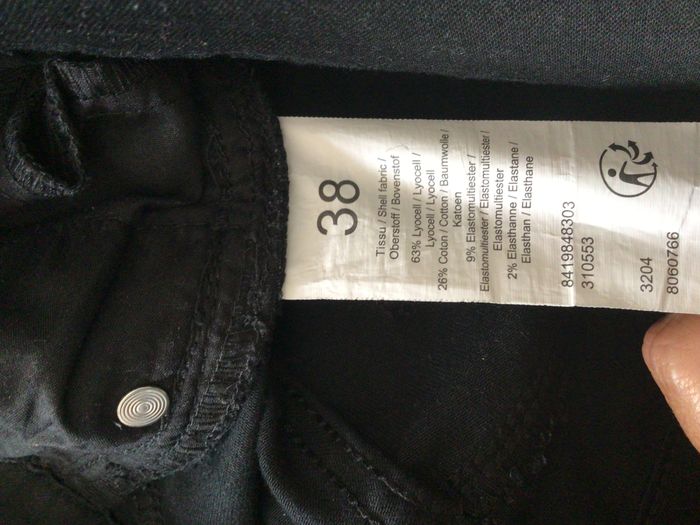 38
Tissu / Shell fabric /
Oberstoff / Bovenstof
63% Lyocell / Lyocell /
Lyocell / Lyocell
26% Coton / Cotton / Baumwolle /
Katoen
9% Elastomultiester /
Elastomultiester / Elastomultiester /
Elastomultiester
2% Elasthanne / Elastane /
Elasthan / Elasthane
8419848303
310553
3204
8060766